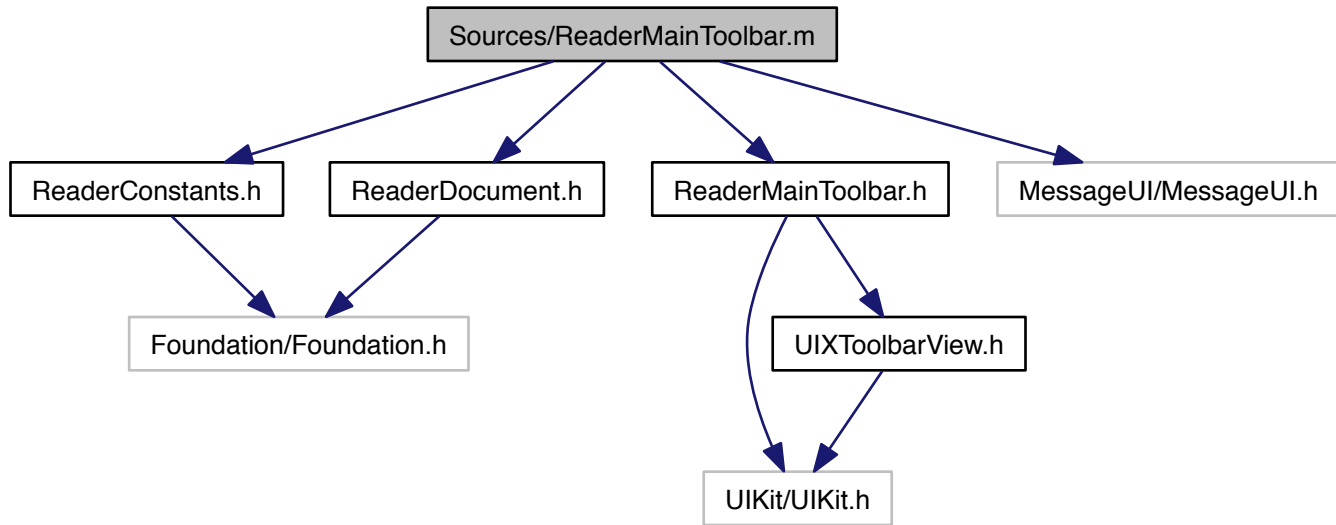 Sources/ReaderMainToolbar.m
ReaderConstants.h
ReaderDocument.h
ReaderMainToolbar.h
MessageUI/MessageUI.h
Foundation/Foundation.h
UIXToolbarView.h
UIKit/UIKit.h